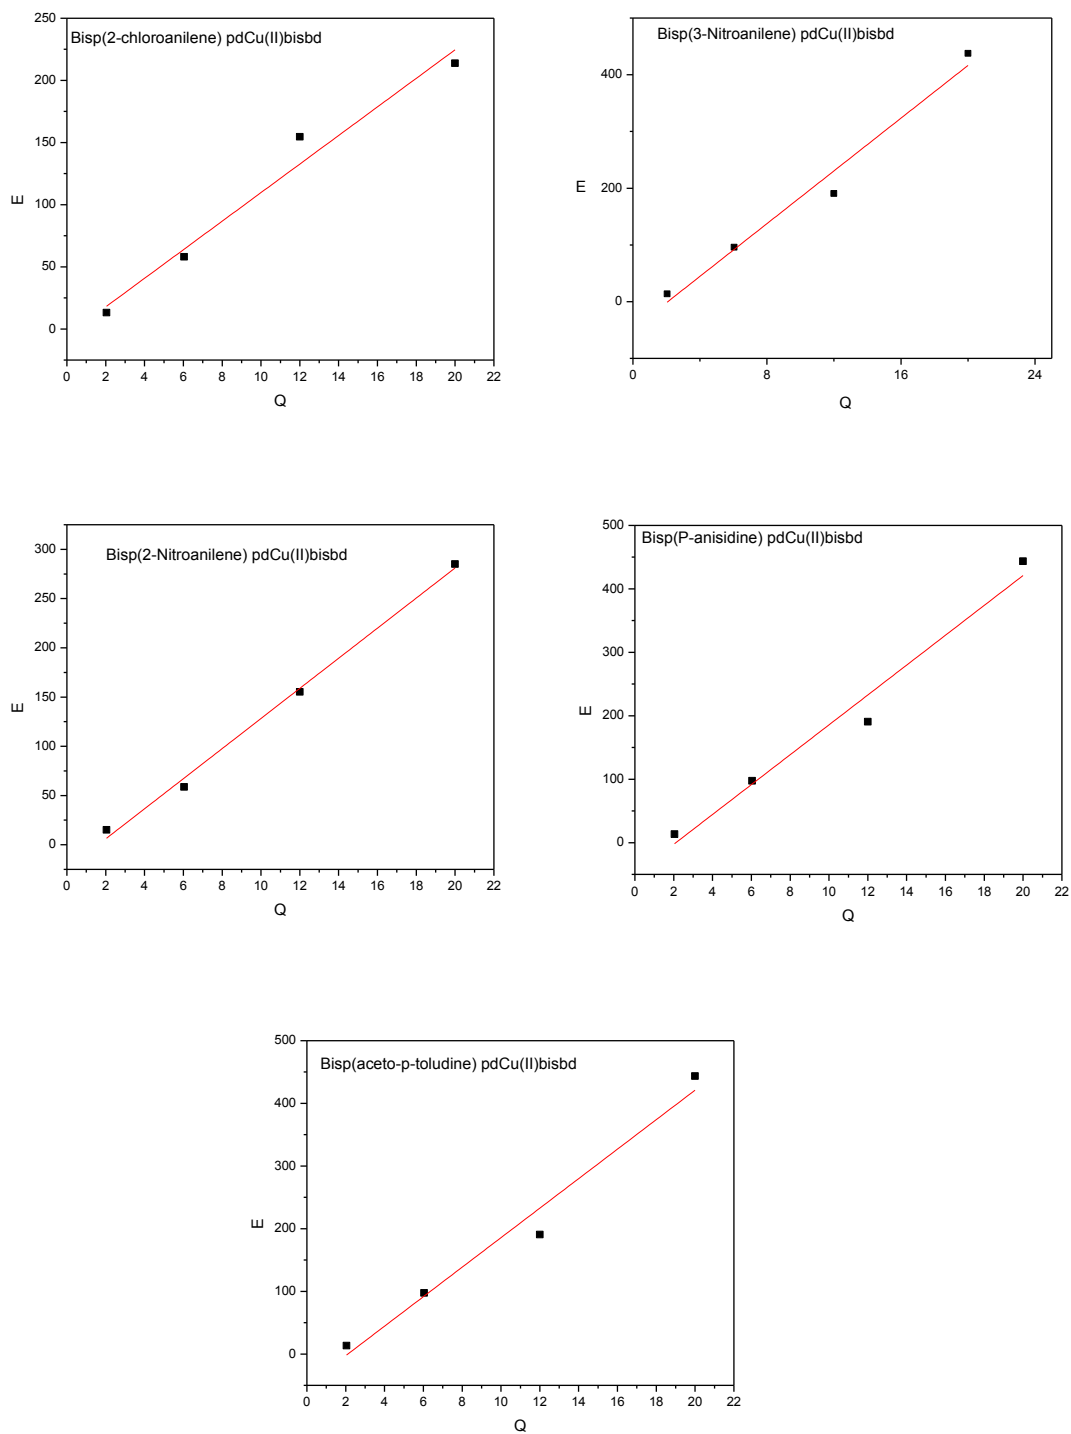 Bisp(2-chloroanilene) pdCu(II)bisbd
250
200
150
100
50
0
E
0 2 4 6 8 10 12 14 16 18 20 22
Q
Bisp(3-Nitroanilene) pdCu(II)bisbd
400
200
0
E
0 8 16 24
Q
Bisp(2-Nitroanilene) pdCu(II)bisbd
300
250
200
150
100
50
0
E
0 2 4 6 8 10 12 14 16 18 20 22
Q
Bisp(P-anisidine) pdCu(II)bisbd
500
400
300
200
100
0
E
0 2 4 6 8 10 12 14 16 18 20 22
Q
Bisp(aceto-p-toludine) pdCu(II)bisbd
500
400
300
200
100
0
E
0 2 4 6 8 10 12 14 16 18 20 22
Q